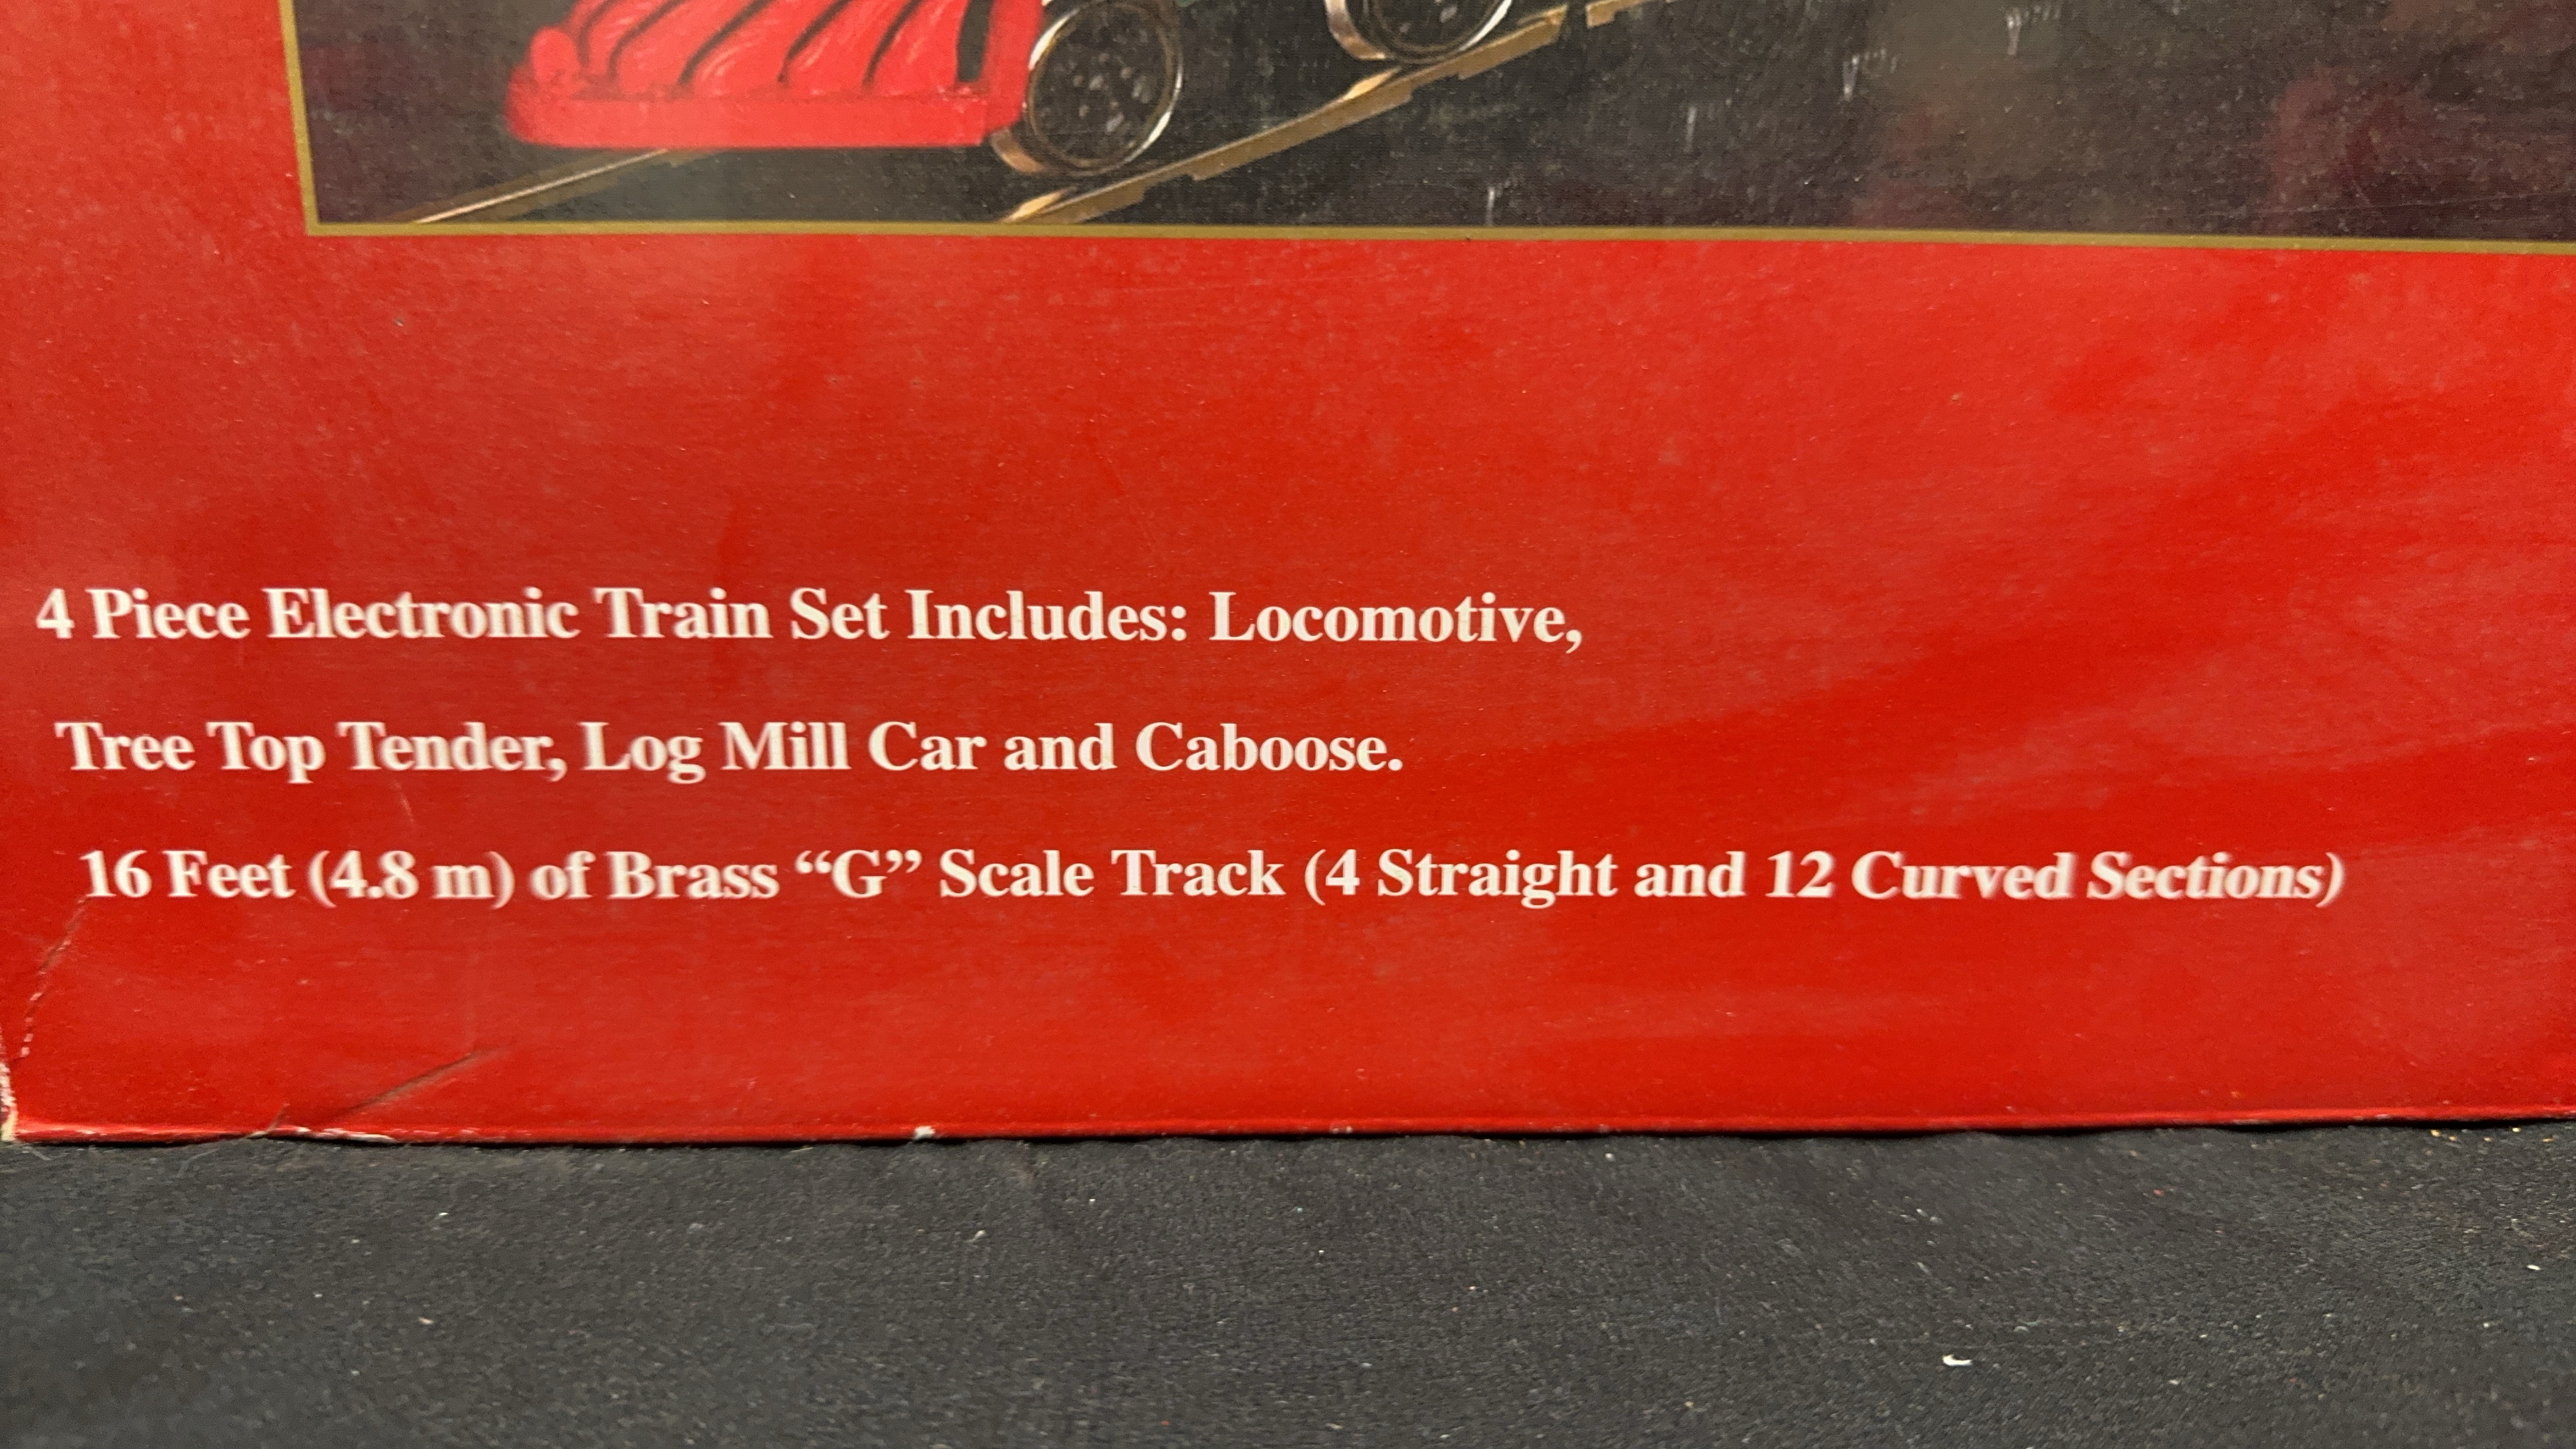 4 Piece Electronic Train Set Includes: Locomotive,
Tree Top Tender, Log Mill Car and Caboose.
16 Feet (4.8 m) of Brass “G” Scale Track (4 Straight and 12 Curved Sections)